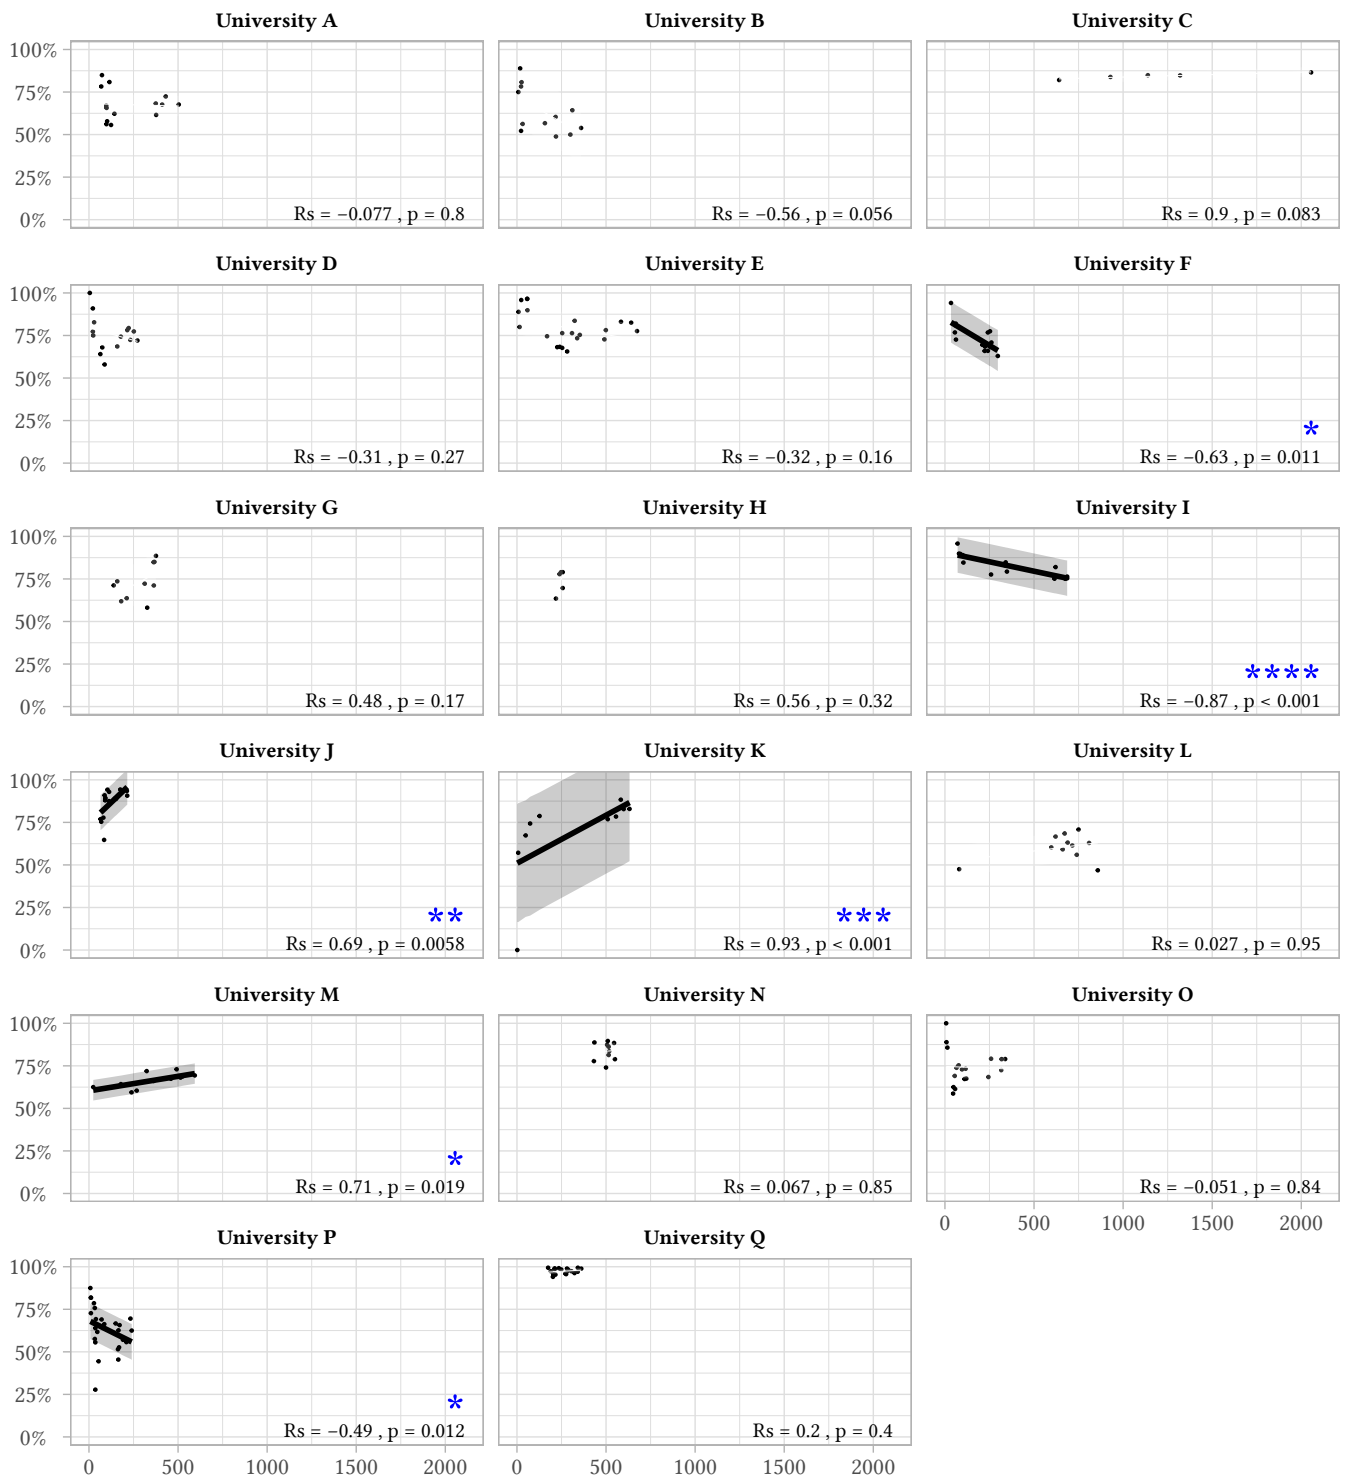 University A
University B
University C
100%
75%
50%
25%
0%
Rs = −0.077 , p = 0.8
Rs = −0.56 , p = 0.056
Rs = 0.9 , p = 0.083
University D
University E
University F
100%
75%
50%
25%
0%
*
Rs = −0.31 , p = 0.27
Rs = −0.32 , p = 0.16
Rs = −0.63 , p = 0.011
University G
University H
University I
100%
75%
50%
25%
0%
****
Rs = 0.48 , p = 0.17
Rs = 0.56 , p = 0.32
Rs = −0.87 , p < 0.001
University J
University K
University L
100%
75%
50%
25%
0%
**
***
Rs = 0.69 , p = 0.0058
Rs = 0.93 , p < 0.001
Rs = 0.027 , p = 0.95
University M
University N
University O
100%
75%
50%
25%
0%
*
Rs = 0.71 , p = 0.019
Rs = 0.067 , p = 0.85
Rs = −0.051 , p = 0.84
0 500 1000 1500 2000
University P
University Q
100%
75%
50%
25%
0%
*
Rs = −0.49 , p = 0.012
Rs = 0.2 , p = 0.4
0 500 1000 1500 2000
0 500 1000 1500 2000